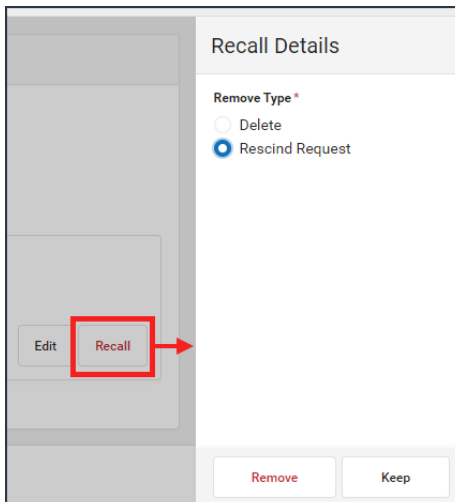 Recall Details
Remove Type*
Delete
Rescind Request
Edit
Recall
Remove
Keep